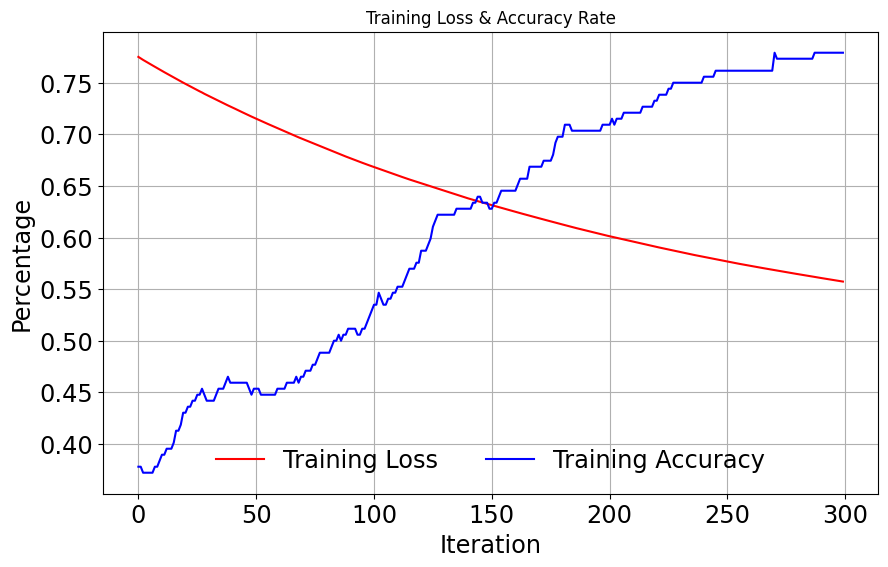 Training Loss & Accuracy Rate
0.75
0.70
0.65
0.60
0.55
0.50
0.45
0.40
Percentage
Training Loss Training Accuracy
0 50 100 150 200 250 300
Iteration